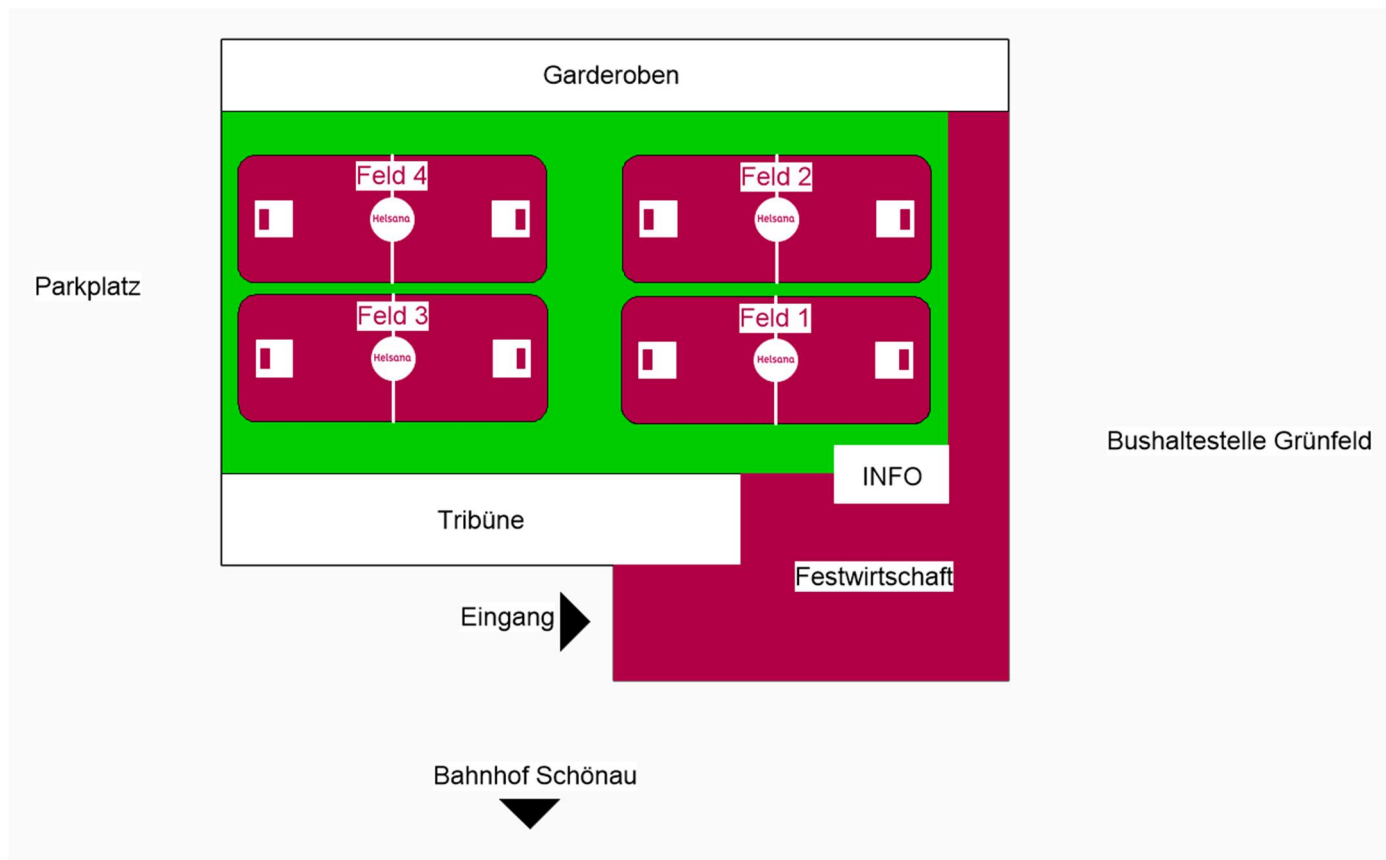 Garderoben
Feld 4
Helsana
Feld 2
Helsana
Parkplatz
Feld 3
Helsana
Feld 1
Helsana
Bushaltestelle Grünfeld
INFO
Tribüne
Festwirtschaft
Eingang
Bahnhof Schönau